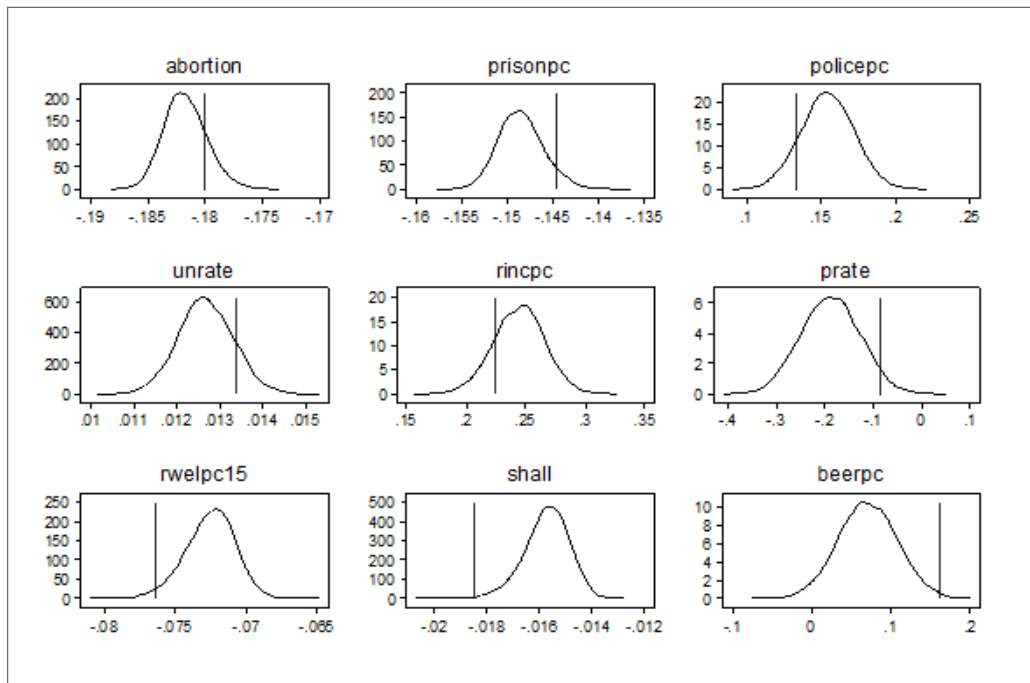 abortion
200
150
100
50
0
-.19 -.185 -.18 -.175 -.17
prisonpc
200
150
100
50
0
-.16 -.155 -.15 -.145 -.14 -.135
policepc
20
15
10
5
0
.1 .15 .2 .25
unrate
600
400
200
0
.01 .011 .012 .013 .014 .015
rincpc
20
15
10
5
0
.15 .2 .25 .3 .35
prate
6
4
2
0
-.4 -.3 -.2 -.1 0 .1
rwelpc15
250
200
150
100
50
0
-.08 -.075 -.07 -.065
shall
500
400
300
200
100
0
-.02 -.018 -.016 -.014 -.012
beerpc
10
8
6
4
2
0
-.1 0 .1 .2